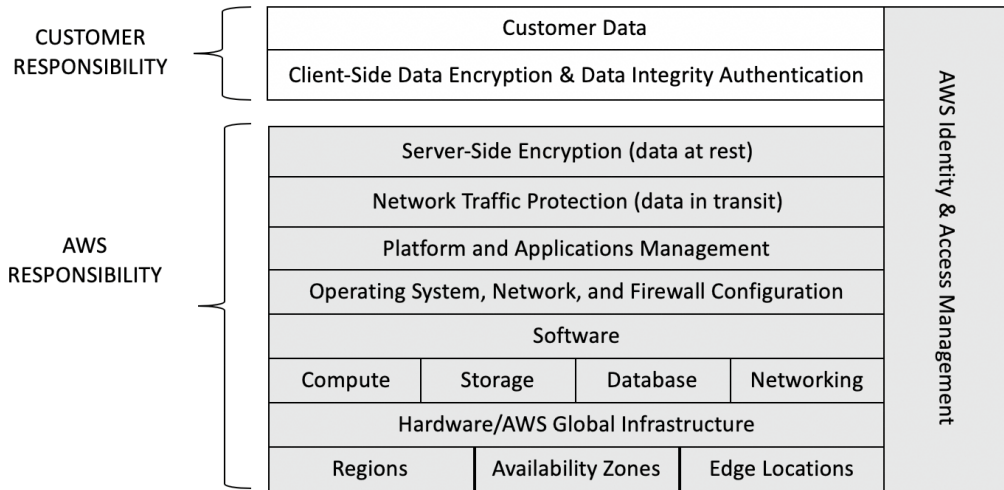 CUSTOMER
RESPONSIBILITY
Customer Data
Client-Side Data Encryption & Data Integrity Authentication
AWS
RESPONSIBILITY
Server-Side Encryption (data at rest)
Network Traffic Protection (data in transit)
Platform and Applications Management
Operating System, Network, and Firewall Configuration
Software
Compute
Storage
Database
Networking
Hardware/AWS Global Infrastructure
Regions
Availability Zones
Edge Locations
AWS Identity & Access Management